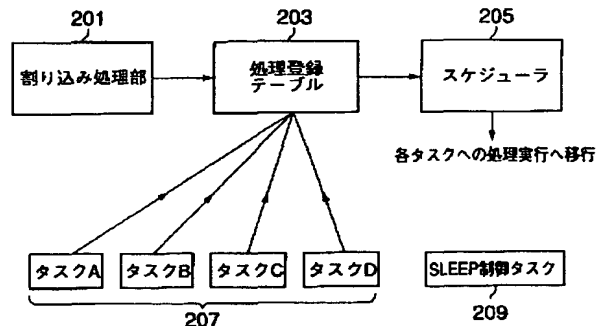 201
203
205
割り込み処理部
処理登録
テーブル
スケジューラ
各タスクへの処理実行へ移行
タスクA
タスクB
タスクC
タスクD
SLEEP制御タスク
207
209